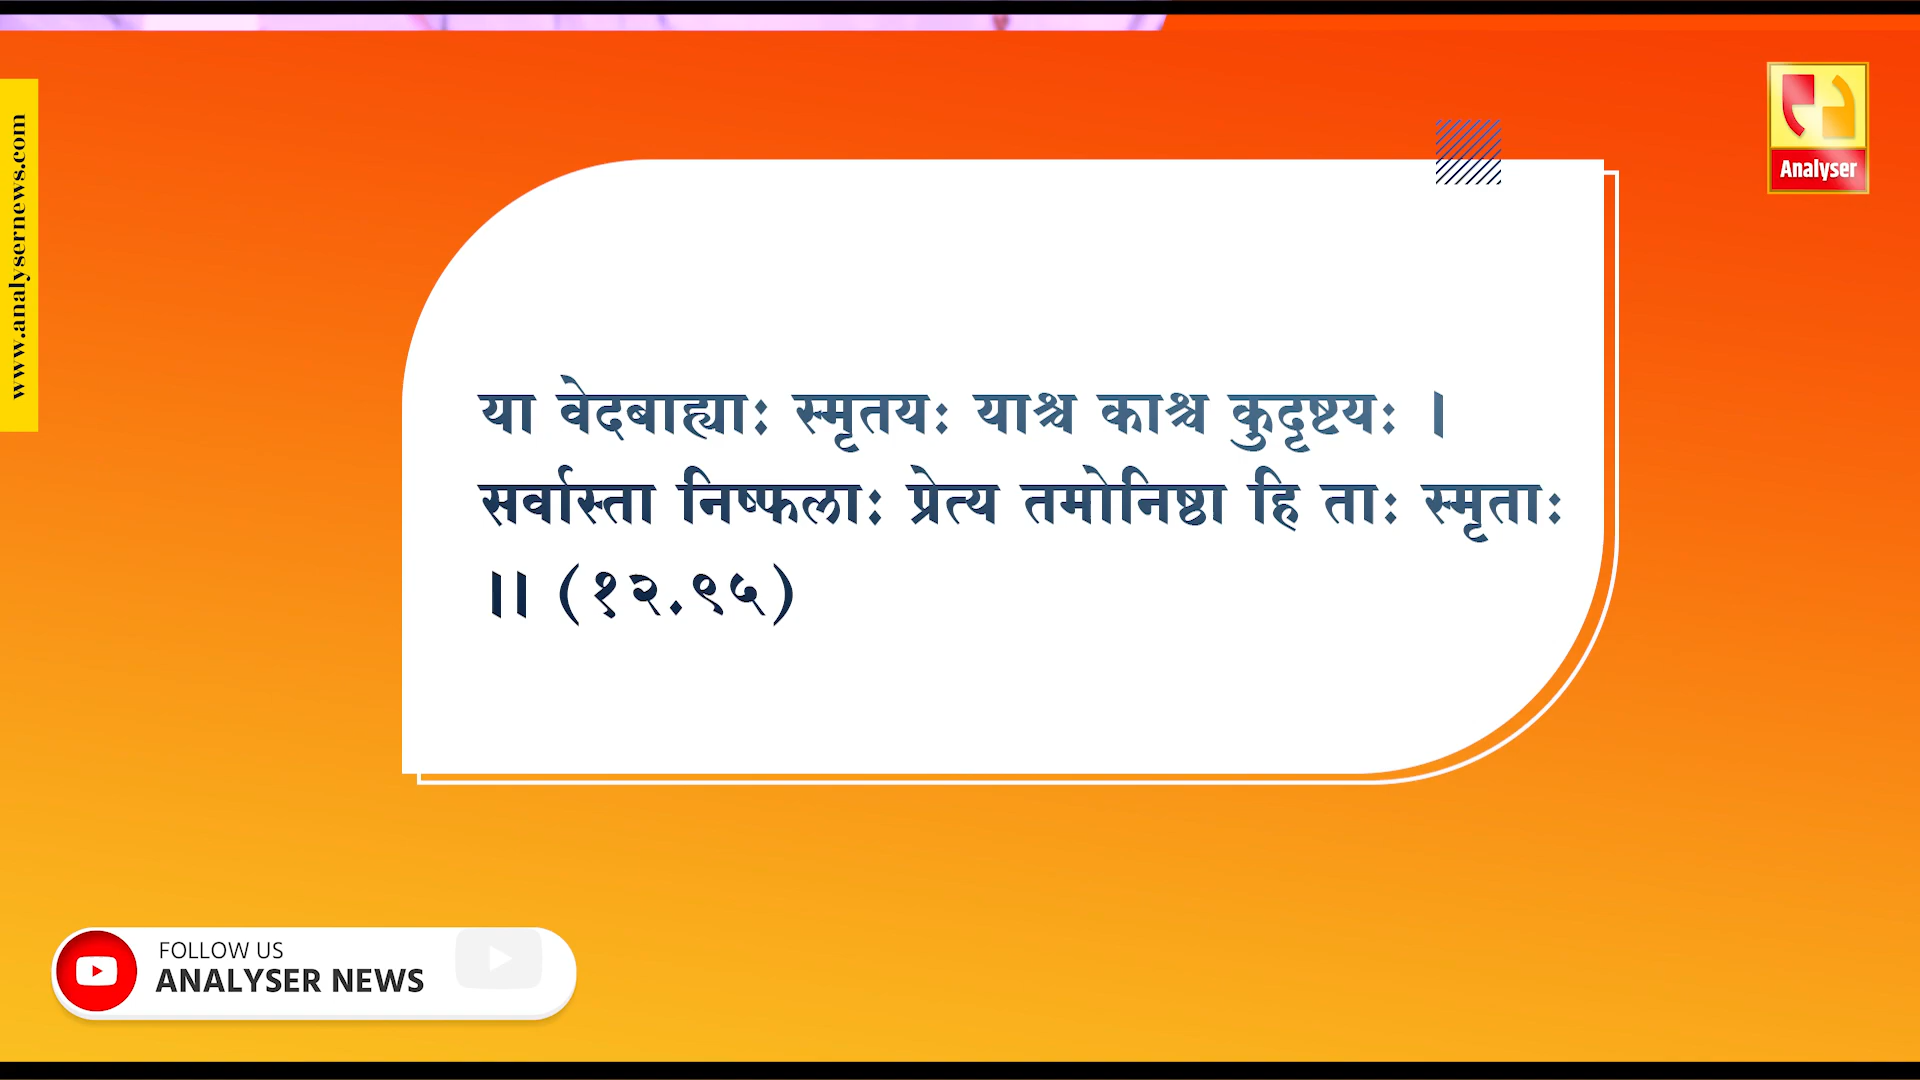 www.analysernews.com
Analyser
या वेदबाह्याः स्मृतयः याश्च काश्च कुदृष्टयः ।
सर्वास्ता निष्फलाः प्रेत्य तमोनिष्ठा हि ताः स्मृताः
।। (१२.९५)
FOLLOW US
ANALYSER NEWS